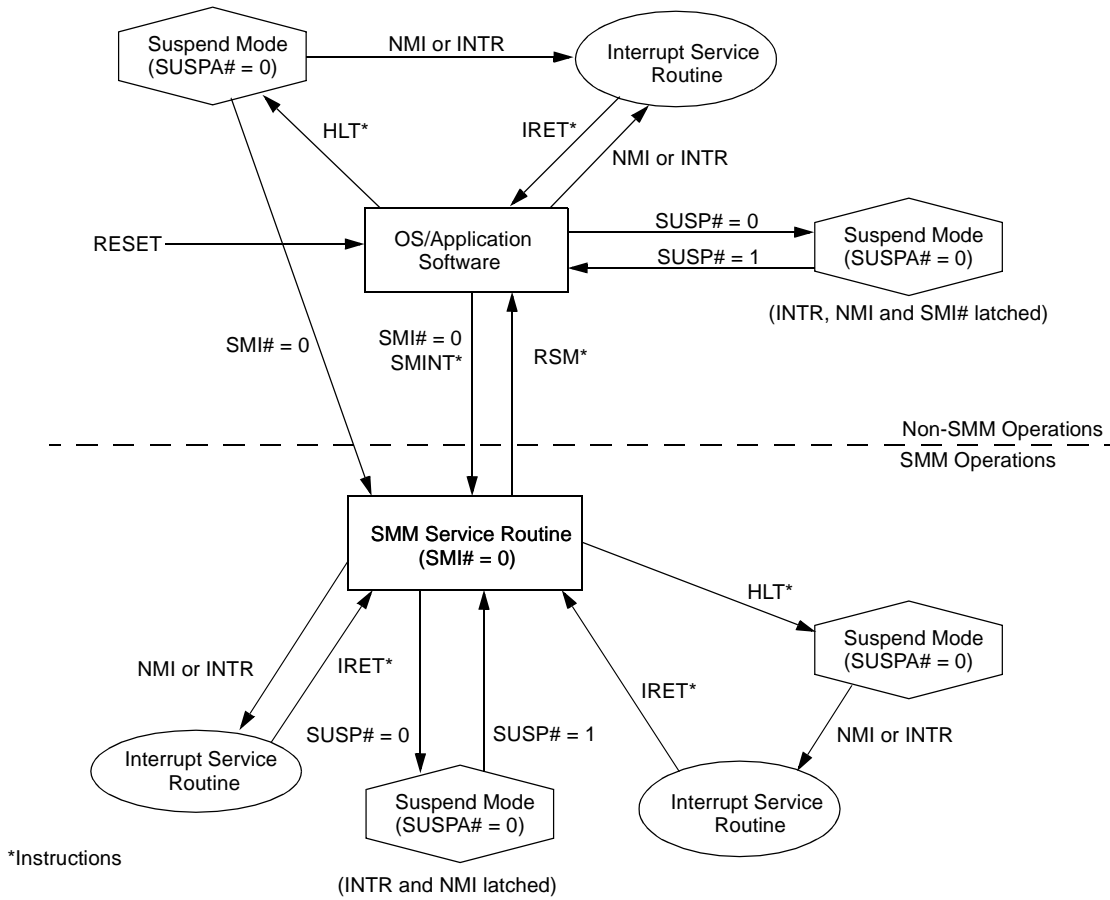 Suspend Mode
(SUSPA# = 0)
NMI or INTR
Interrupt Service
Routine
HLT*
IRET*
NMI or INTR
RESET
OS/Application
Software
SUSP# = 0
SUSP# = 1
Suspend Mode
(SUSPA# = 0)
(INTR, NMI and SMI# latched)
SMI# = 0
SMI# = 0
SMINT*
RSM*
Non-SMM Operations
SMM Operations
SMM Service Routine
(SMI# = 0)
HLT*
Suspend Mode
(SUSPA# = 0)
NMI or INTR
IRET*
IRET*
SUSP# = 0
SUSP# = 1
NMI or INTR
Interrupt Service
Routine
Suspend Mode
(SUSPA# = 0)
Interrupt Service
Routine
*Instructions
(INTR and NMI latched)